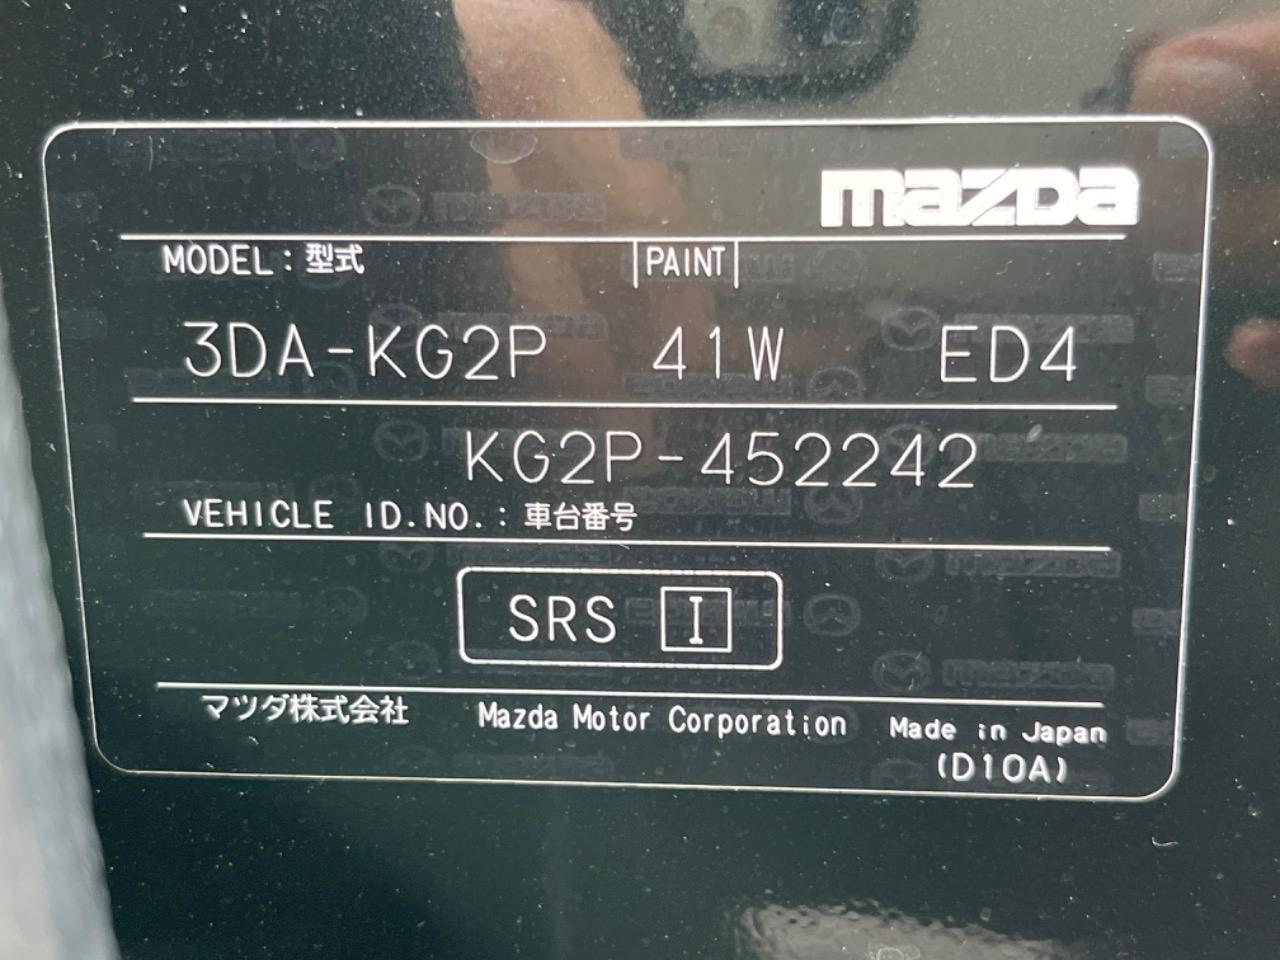 mazda
MODEL：型式 PAINT
3DA-KG2P 41W ED4
KG2P-452242
VEHICLE ID.NO.：車台番号
SRS I
マツダ株式会社 Mazda Motor Corporation Made in Japan
(D10A)